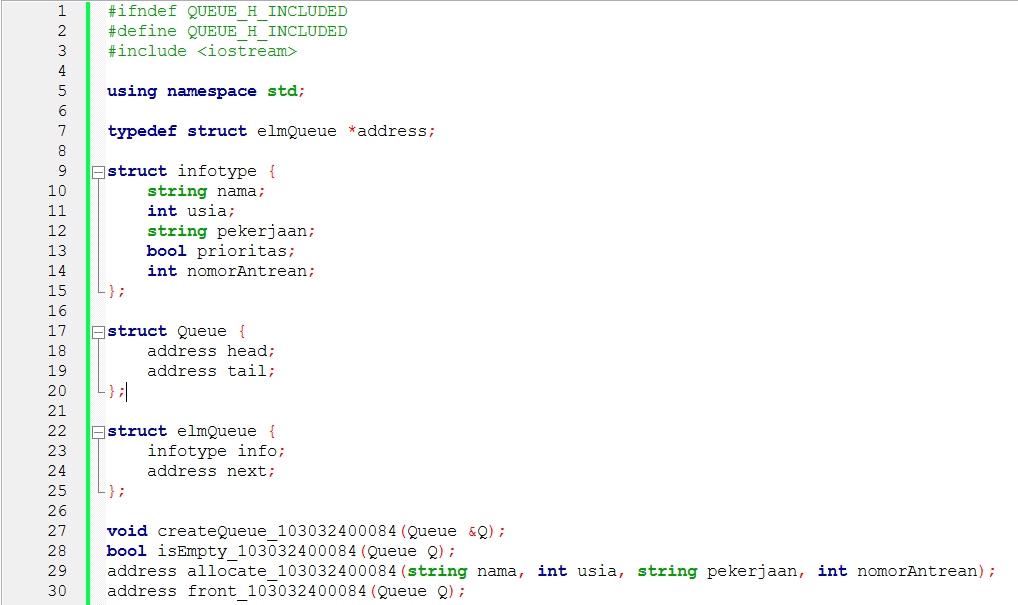 1 #ifndef QUEUE_H_INCLUDED
2 #define QUEUE_H_INCLUDED
3 #include <iostream>
4
5 using namespace std;
6
7 typedef struct elmQueue *address;
8
9 struct infotype {
10     string nama;
11     int usia;
12     string pekerjaan;
13     bool prioritas;
14     int nomorAntrean;
15 };
16
17 struct Queue {
18     address head;
19     address tail;
20 };
21
22 struct elmQueue {
23     infotype info;
24     address next;
25 };
26
27 void createQueue_103032400084(Queue &Q);
28 bool isEmpty_103032400084(Queue Q);
29 address allocate_103032400084(string nama, int usia, string pekerjaan, int nomorAntrean);
30 address front_103032400084(Queue Q);